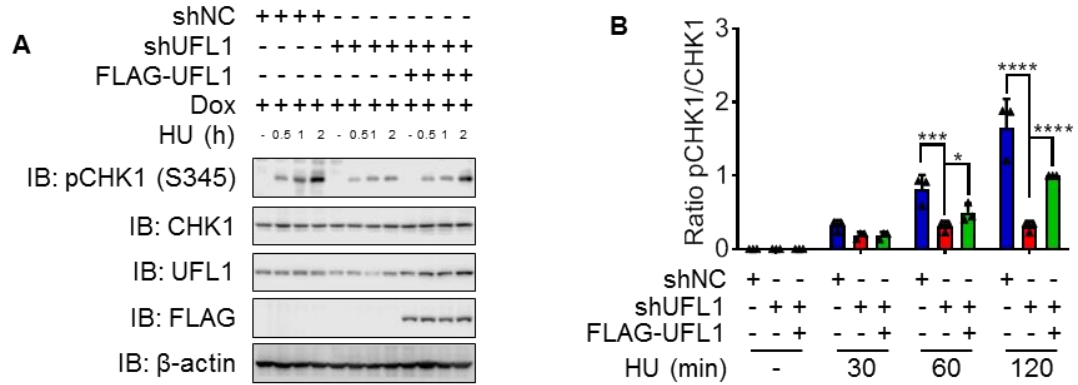 A
shNC + + + + - - - - - - - -
shUFL1 - - - - + + + + + + + +
FLAG-UFL1 - - - - - - - - + + + +
Dox + + + + + + + + + + + +
HU (h) - 0.5 1 2 - 0.5 1 2 - 0.5 1 2
IB: pCHK1 (S345)
IB: CHK1
IB: UFL1
IB: FLAG
IB: β-actin
B
Ratio pCHK1/CHK1
3
2
1
0
*** * **** ****
shNC + - - + - - + - - + - -
shUFL1 - + + - + + - + + - + +
FLAG-UFL1 - - + - - + - - + - - +
HU (min) - 30 60 120